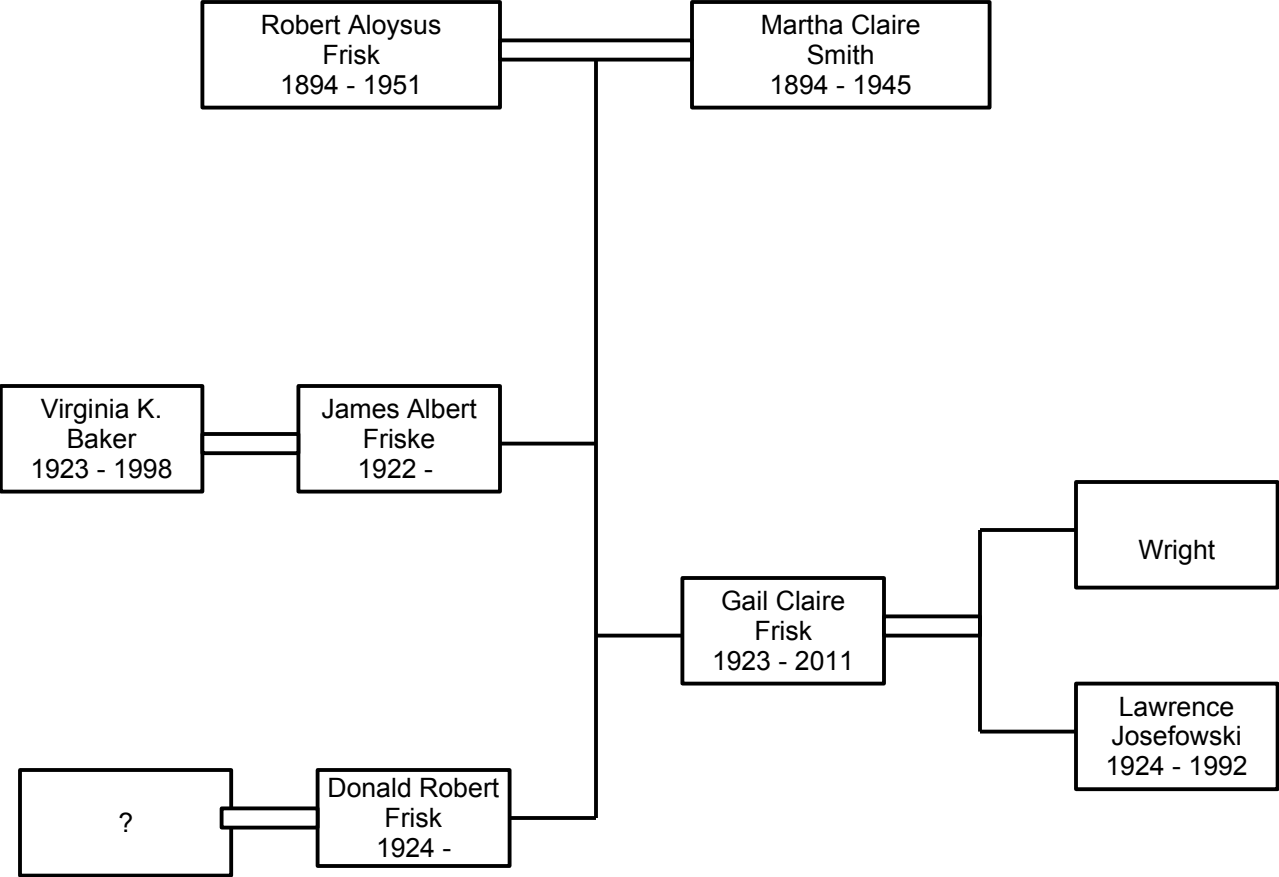 Robert Aloysus
Frisk
1894 - 1951
Martha Claire
Smith
1894 - 1945
Virginia K.
Baker
1923 - 1998
James Albert
Friske
1922 -
Wright
Gail Claire
Frisk
1923 - 2011
Lawrence
Josefowski
1924 - 1992
?
Donald Robert
Frisk
1924 -